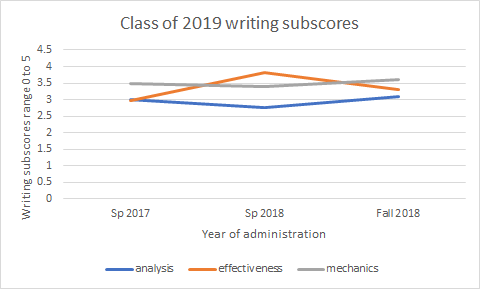 Class of 2019 writing subscores
Writing subscores range 0 to 5
4.5
4
3.5
3
2.5
2
1.5
1
0.5
0
Sp 2017 Sp 2018 Fall 2018
Year of administration
analysis effectiveness mechanics